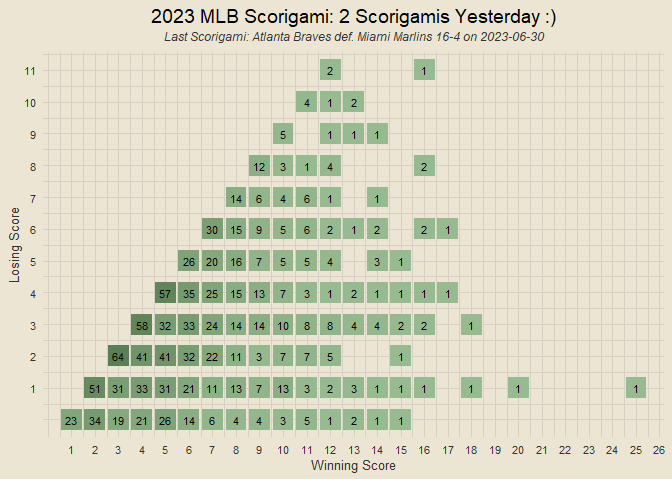 2023 MLB Scorigami: 2 Scorigamis Yesterday :)
Last Scorigami: Atlanta Braves def. Miami Marlins 16-4 on 2023-06-30
11 2 1
10 4 1 2
9 5 1 1 1
8 12 3 1 4 2
7 14 6 4 6 1 1
6 30 15 9 5 6 2 1 2 2 1
5 26 20 16 7 5 5 4 3 1
4 57 35 25 15 13 7 3 1 2 1 1 1 1
3 58 32 33 24 14 14 10 8 8 4 4 2 2 1
2 64 41 41 32 22 11 3 7 7 5 1
1 51 31 33 31 21 11 13 7 13 3 2 3 1 1 1 1 1 1
23 34 19 21 26 14 6 4 4 3 5 1 2 1 1
1 2 3 4 5 6 7 8 9 10 11 12 13 14 15 16 17 18 19 20 21 22 23 24 25 26
Winning Score
Losing Score